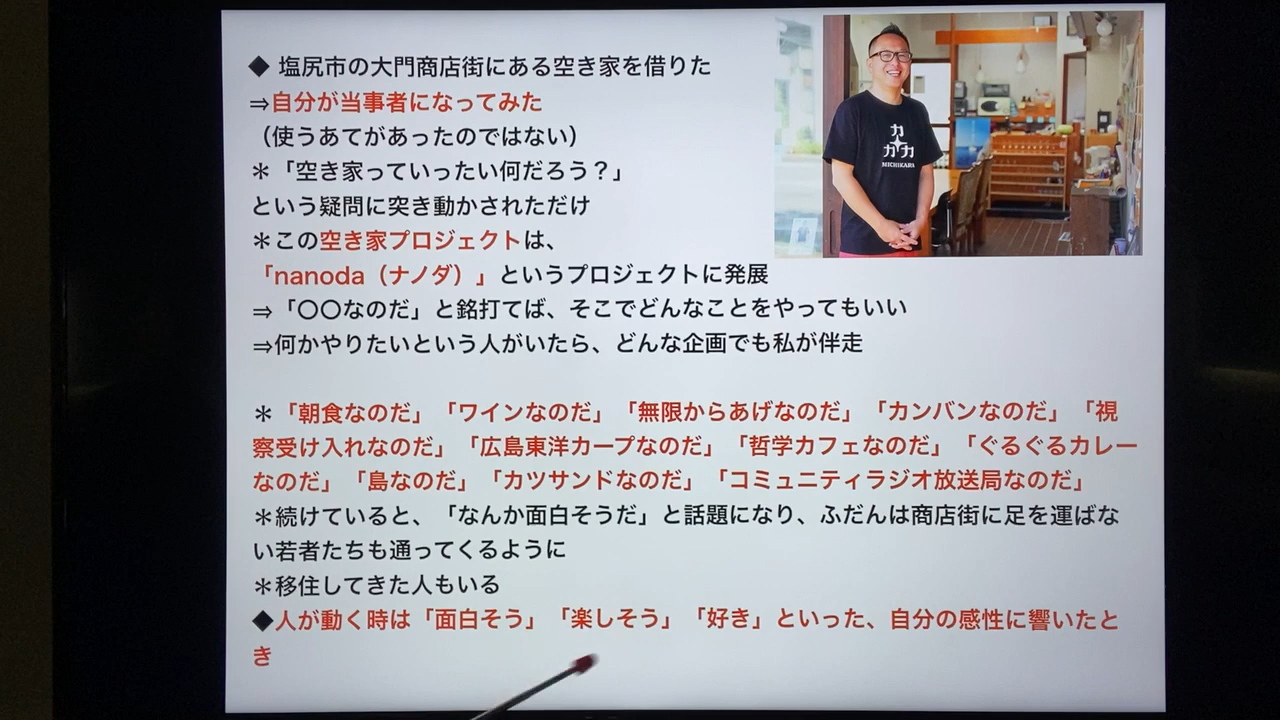 ◆ 塩尻市の大門商店街にある空き家を借りた
⇒自分が当事者になってみた
（使うあてがあったのではない）
＊「空き家っていったい何だろう？」
という疑問に突き動かされただけ
＊この空き家プロジェクトは、
「nanoda（ナノダ）」というプロジェクトに発展
⇒「〇〇なのだ」と銘打てば、そこでどんなことをやってもいい
⇒何かやりたいという人がいたら、どんな企画でも私が伴走
＊「朝食なのだ」「ワインなのだ」「無限からあげなのだ」「カンバンなのだ」「視
察受け入れなのだ」「広島東洋カープなのだ」「哲学カフェなのだ」「ぐるぐるカレー
なのだ」「島なのだ」「カツサンドなのだ」「コミュニティラジオ放送局なのだ」
＊続けていると、「なんか面白そうだ」と話題になり、ふだんは商店街に足を運ばな
い若者たちも通ってくるように
＊移住してきた人もいる
◆人が動く時は「面白そう」「楽しそう」「好き」といった、自分の感性に響いたと
き
カ
カカ
MICHIKARA